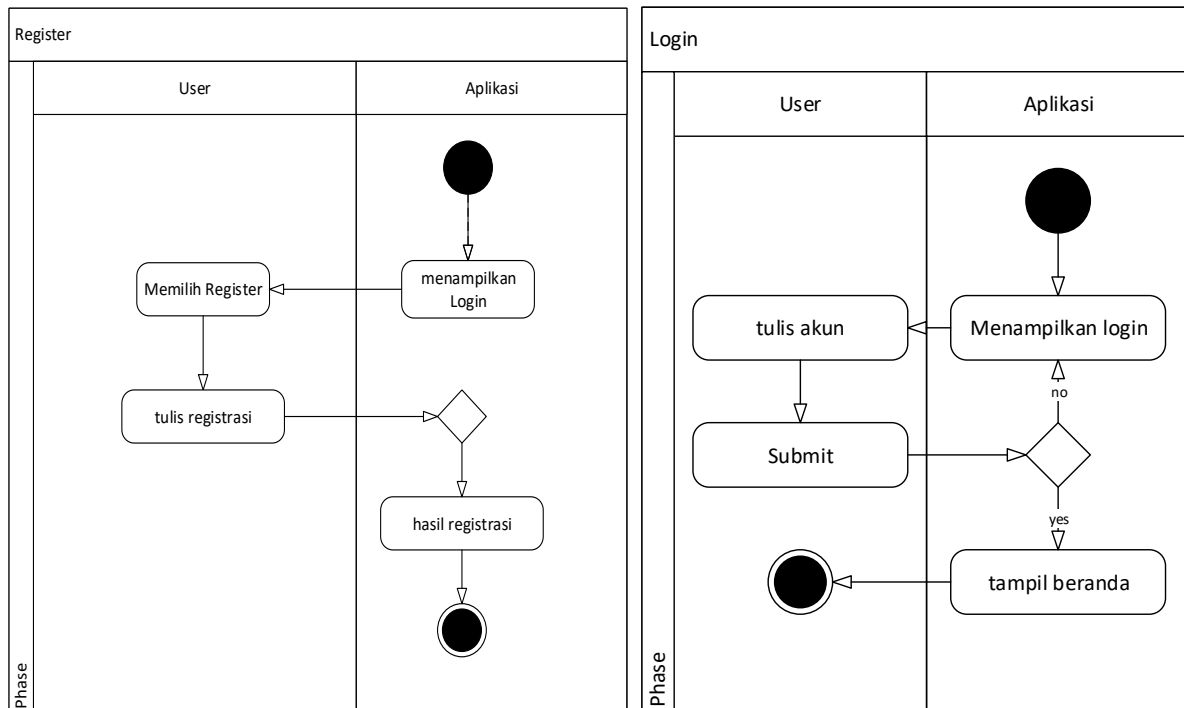 Register
User
Aplikasi
menampilkan
Login
Memilih Register
tulis registrasi
hasil registrasi
Phase
Login
User
Aplikasi
Menampilkan login
tulis akun
no
Submit
yes
tampil beranda
Phase